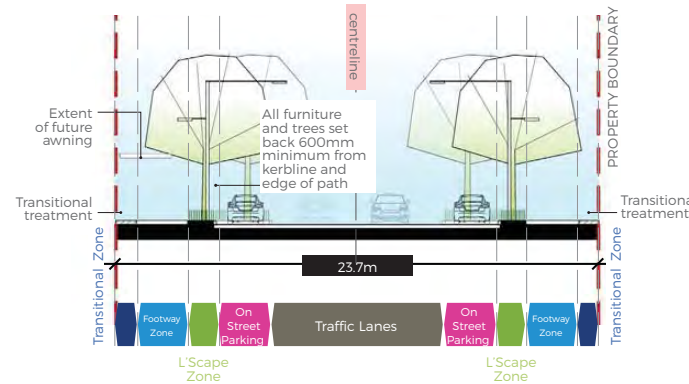 centreline
PROPERTY BOUNDARY
Extent
of future
awning
All furniture
and trees set
back 600mm
minimum from
kerbline and
edge of path
Transitional
treatment
Transitional
treatment
Transitional Zone
23.7m
Transitional Zone
Footway
Zone
On
Street
Parking
Traffic Lanes
On
Street
Parking
Footway
Zone
L'Scape
Zone
L'Scape
Zone